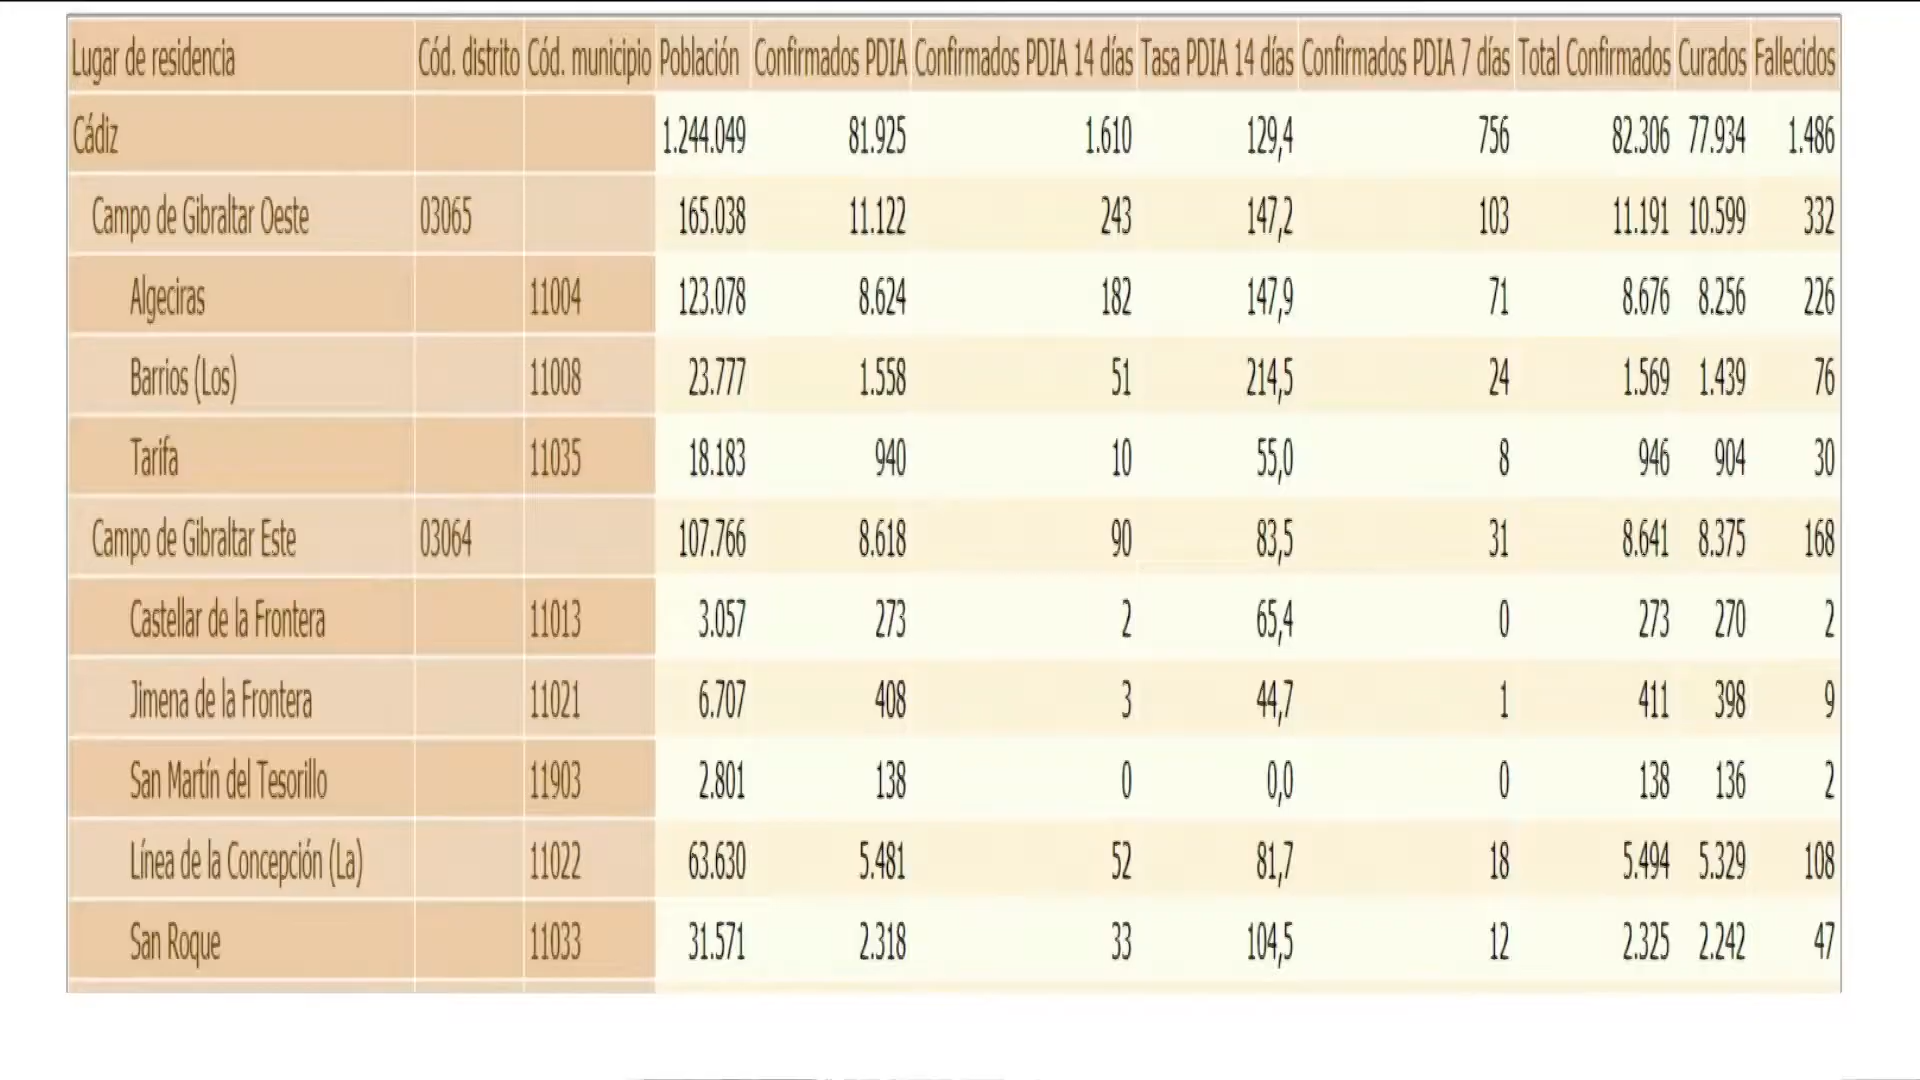 Lugar de residencia Cód. distrito Cód. municipio Población Confirmados PDIA Confirmados PDIA 14 días Tasa PDIA 14 días Confirmados PDIA 7 días Total Confirmados Curados Fallecidos
Cádiz 1.244.049 81.925 1.610 129,4 756 82.306 77.934 1.486
Campo de Gibraltar Oeste 03065 165.038 11.122 243 147,2 103 11.191 10.599 332
Algeciras 11004 123.078 8.624 182 147,9 71 8.676 8.256 226
Barrios (Los) 11008 23.777 1.558 51 214,5 24 1.569 1.439 76
Tarifa 11035 18.183 940 10 55,0 8 946 904 30
Campo de Gibraltar Este 03064 107.766 8.618 90 83,5 31 8.641 8.375 168
Castellar de la Frontera 11013 3.057 273 2 65,4 0 273 270 2
Jimena de la Frontera 11021 6.707 408 3 44,7 1 411 398 9
San Martín del Tesorillo 11903 2.801 138 0 0,0 0 138 136 2
Línea de la Concepción (La) 11022 63.630 5.481 52 81,7 18 5.494 5.329 108
San Roque 11033 31.571 2.318 33 104,5 12 2.325 2.242 47